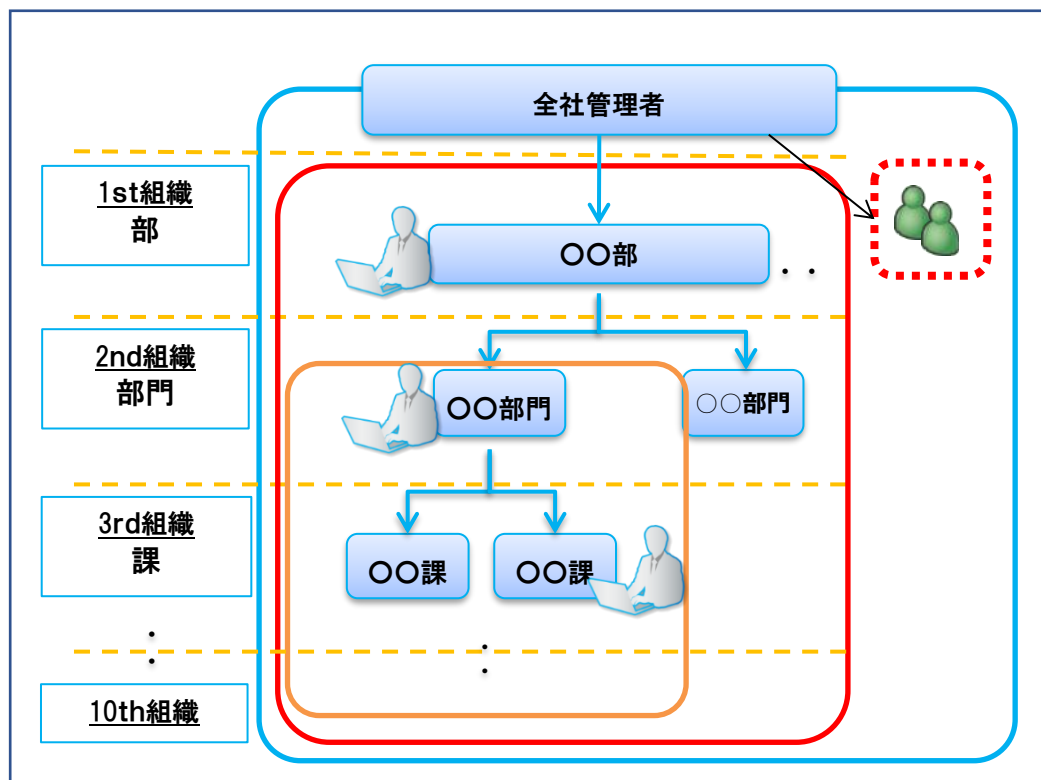 全社管理者
1st組織
部
〇〇部
. .
2nd組織
部門
〇〇部門
○○部門
3rd組織
課
〇〇課
〇〇課
:
:
10th組織